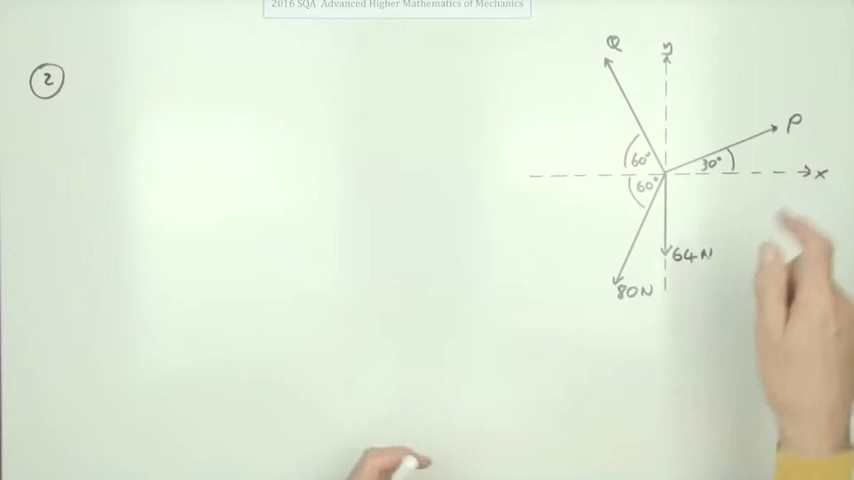 2016 SQA Advanced Higher Mathematics of Mechanics
2
Q
y
P
60°
30°
x
60°
64N
80N